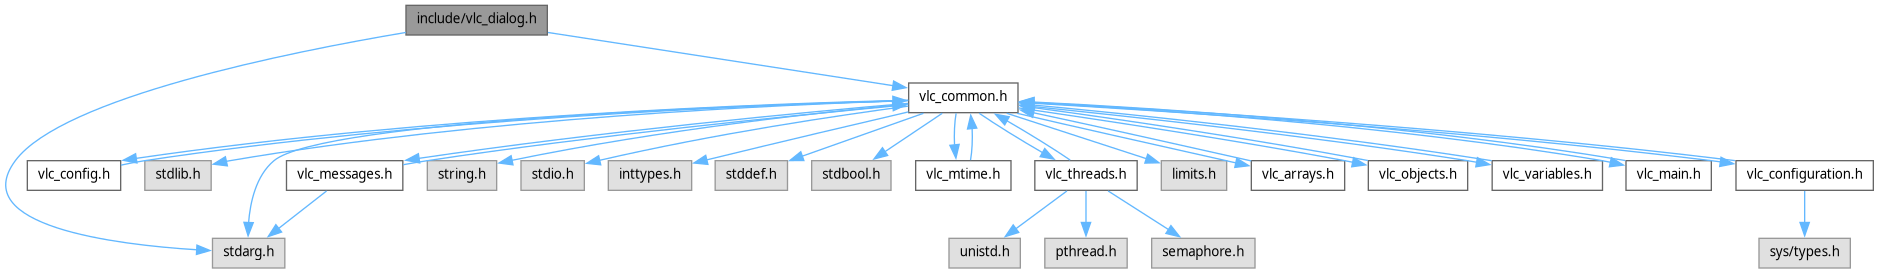 include/vlc_dialog.h
vlc_common.h
vlc_config.h
stdlib.h
vlc_messages.h
string.h
stdio.h
inttypes.h
stddef.h
stdbool.h
vlc_mtime.h
vlc_threads.h
limits.h
vlc_arrays.h
vlc_objects.h
vlc_variables.h
vlc_main.h
vlc_configuration.h
stdarg.h
unistd.h
pthread.h
semaphore.h
sys/types.h